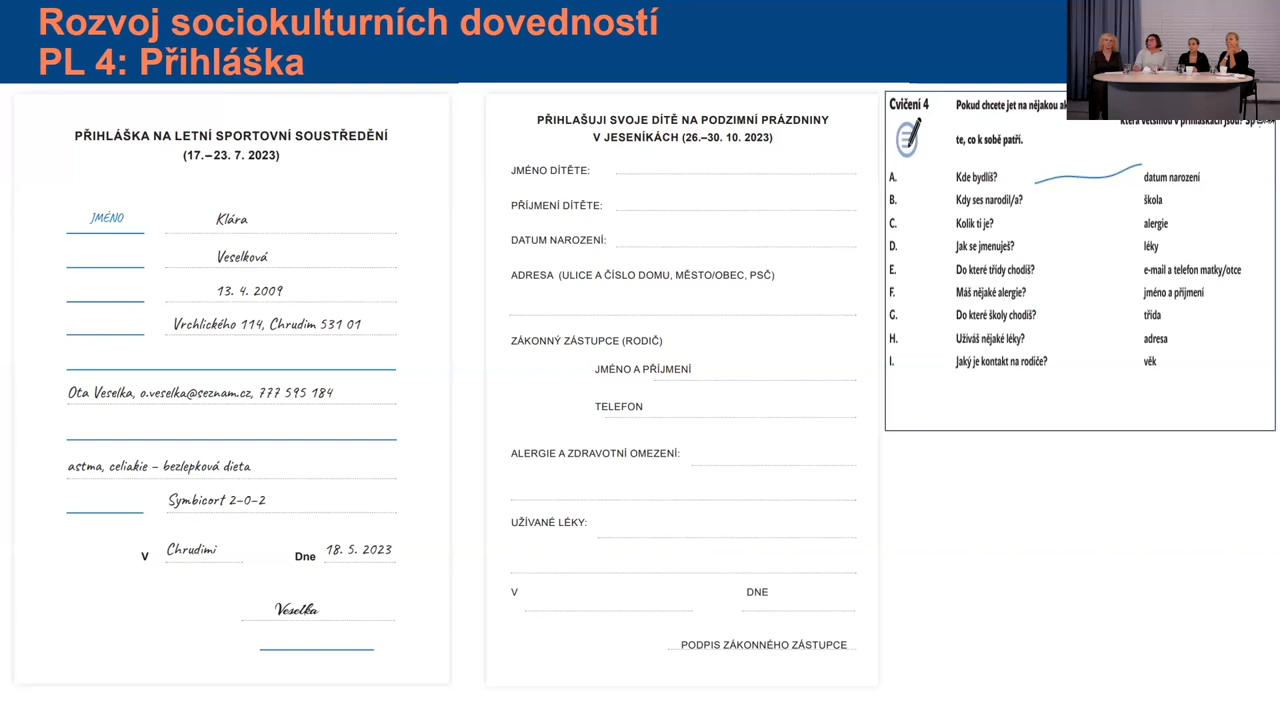 Rozvoj sociokulturních dovedností
PL 4: Přihláška
PŘIHLÁŠKA NA LETNÍ SPORTOVNÍ SOUSTŘEDĚNÍ
(17.–23. 7. 2023)
JMÉNO Klára
Veselková
13. 4. 2009
Vrchlického 114, Chrudim 531 01
Ota Veselka, o.veselka@seznam.cz, 777 595 184
astma, celiakie – bezlepková dieta
Symbicort 2–0–2
V Chrudimi Dne 18. 5. 2023
Veselka
PŘIHLAŠUJI SVOJE DÍTĚ NA PODZIMNÍ PRÁZDNINY
V JESENÍKÁCH (26.–30. 10. 2023)
JMÉNO DÍTĚTE:
PŘÍJMENÍ DÍTĚTE:
DATUM NAROZENÍ:
ADRESA (ULICE A ČÍSLO DOMU, MĚSTO/OBEC, PSČ)
ZÁKONNÝ ZÁSTUPCE (RODIČ)
JMÉNO A PŘÍJMENÍ
TELEFON
ALERGIE A ZDRAVOTNÍ OMEZENÍ:
UŽÍVANÉ LÉKY:
V DNE
PODPIS ZÁKONNÉHO ZÁSTUPCE
Cvičení 4 Pokud chcete jet na nějakou
která většinou v přihláškách jsou?
te, co k sobě patří.
A. Kde bydlíš? datum narození
B. Kdy ses narodil/a? škola
C. Kolik ti je? alergie
D. Jak se jmenuješ? léky
E. Do které třídy chodíš? e-mail a telefon matky/otce
F. Máš nějaké alergie? jméno a přijmení
G. Do které školy chodíš? třída
H. Užíváš nějaké léky? adresa
I. Jaký je kontakt na rodiče? věk